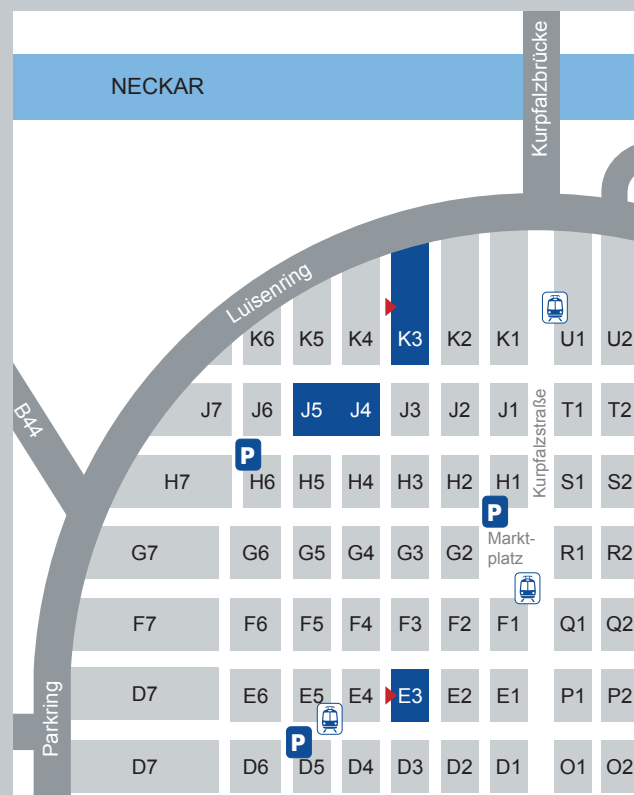 NECKAR
Kurpfalzbrücke
Luisenring
K6 K5 K4 K3 K2 K1 U1 U2
B44
J7 J6 J5 J4 J3 J2 J1 T1 T2
Kurpfalzstraße
P
H7 H6 H5 H4 H3 H2 H1 S1 S2
P
G7 G6 G5 G4 G3 G2
Markt-
platz
R1 R2
F7 F6 F5 F4 F3 F2 F1 Q1 Q2
Parkring
D7 E6 E5 E4 E3 E2 E1 P1 P2
P
D7 D6 D5 D4 D3 D2 D1 O1 O2